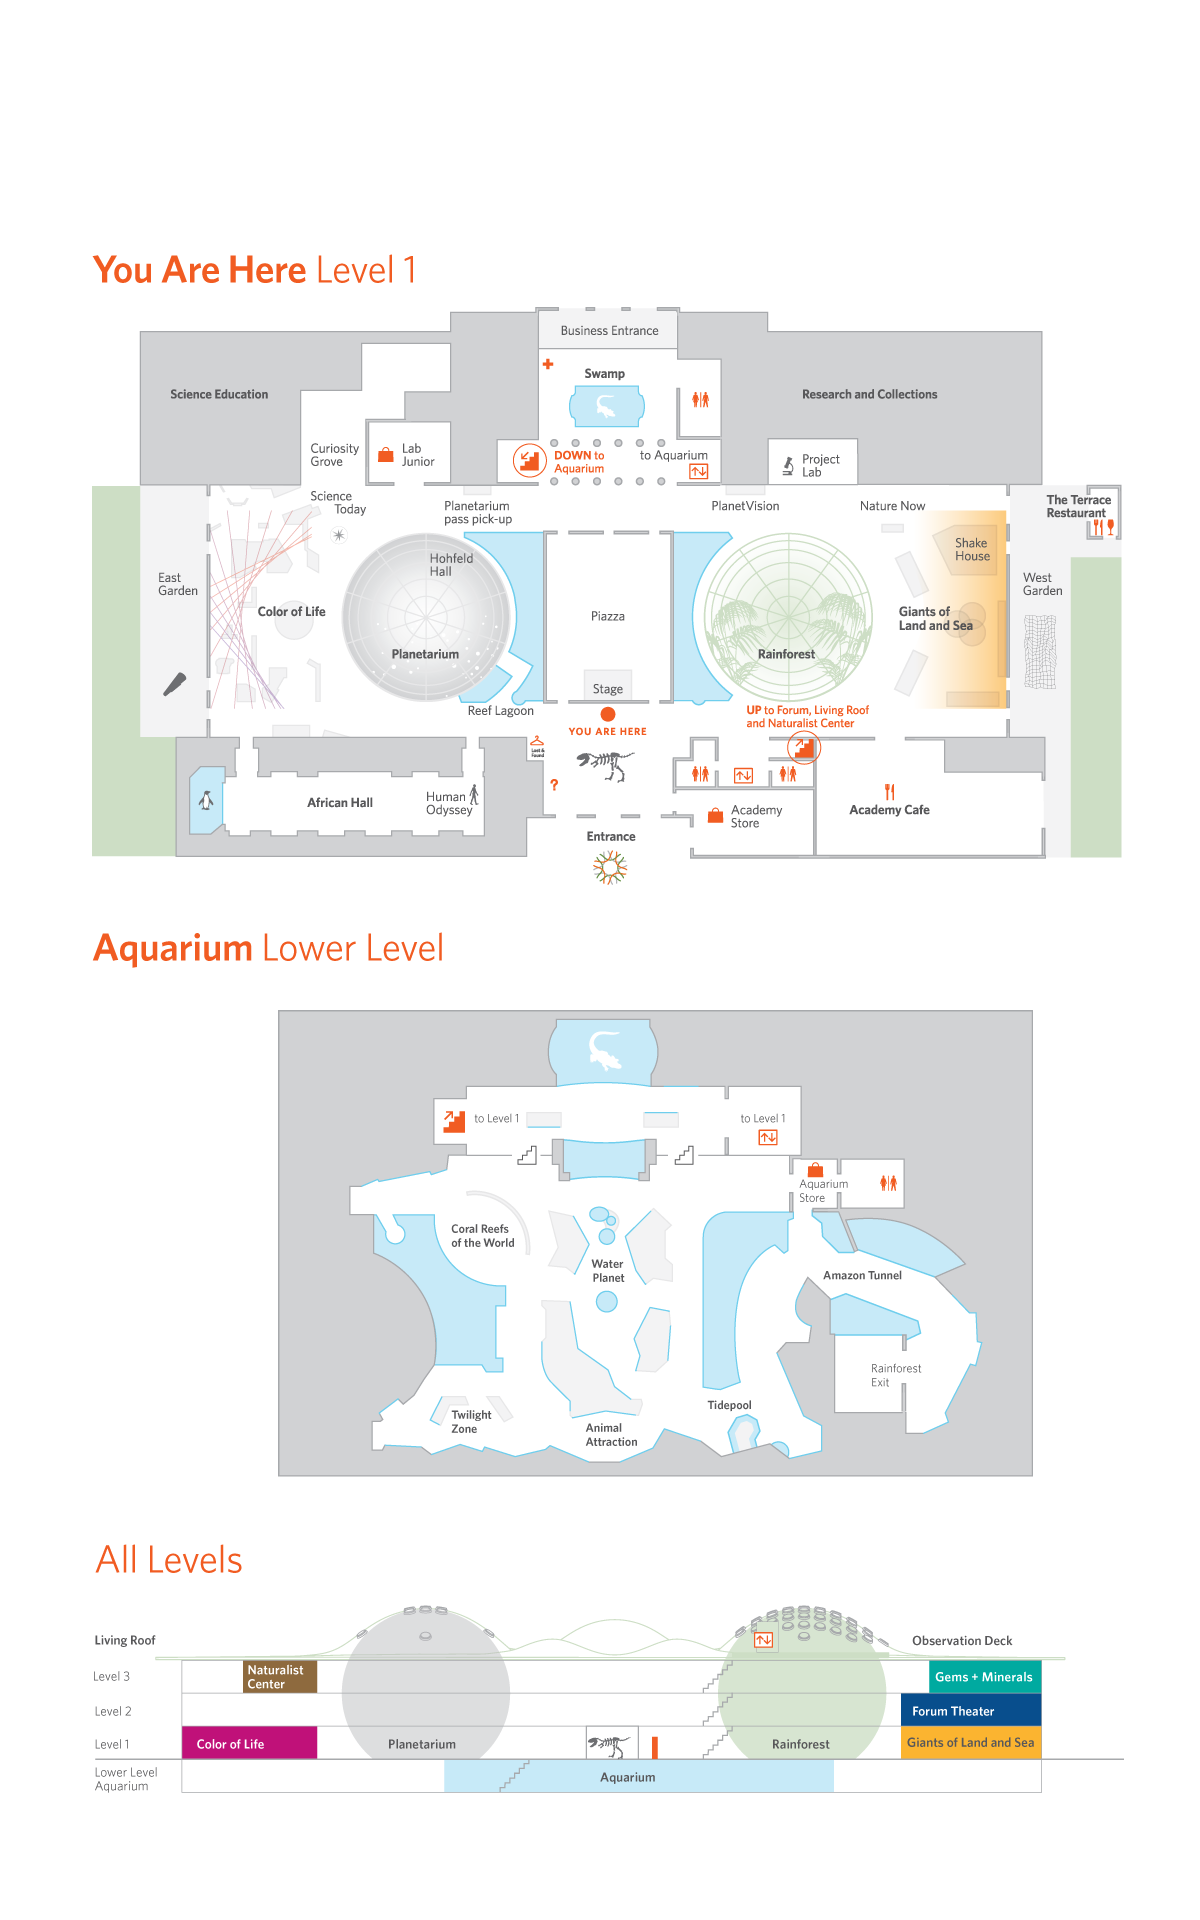 You Are Here Level 1
Business Entrance
Swamp
Science Education
Research and Collections
Curiosity
Grove
Lab
Junior
DOWN to
Aquarium
to Aquarium
Project
Lab
Science
Today
Planetarium
pass pick-up
PlanetVision
Nature Now
The Terrace
Restaurant
Hohfeld
Hall
Shake
House
East
Garden
Color of Life
Piazza
Giants of
Land and Sea
West
Garden
Planetarium
Rainforest
Stage
Reef Lagoon
YOU ARE HERE
UP to Forum, Living Roof
and Naturalist Center
Lost &
Found
?
African Hall
Human
Odyssey
Academy
Store
Academy Cafe
Entrance
Aquarium Lower Level
to Level 1
to Level 1
Aquarium
Store
Coral Reefs
of the World
Water
Planet
Amazon Tunnel
Rainforest
Exit
Twilight
Zone
Animal
Attraction
Tidepool
All Levels
Living Roof
Observation Deck
Level 3
Naturalist
Center
Gems + Minerals
Level 2
Forum Theater
Level 1
Color of Life
Planetarium
Rainforest
Giants of Land and Sea
Lower Level
Aquarium
Aquarium